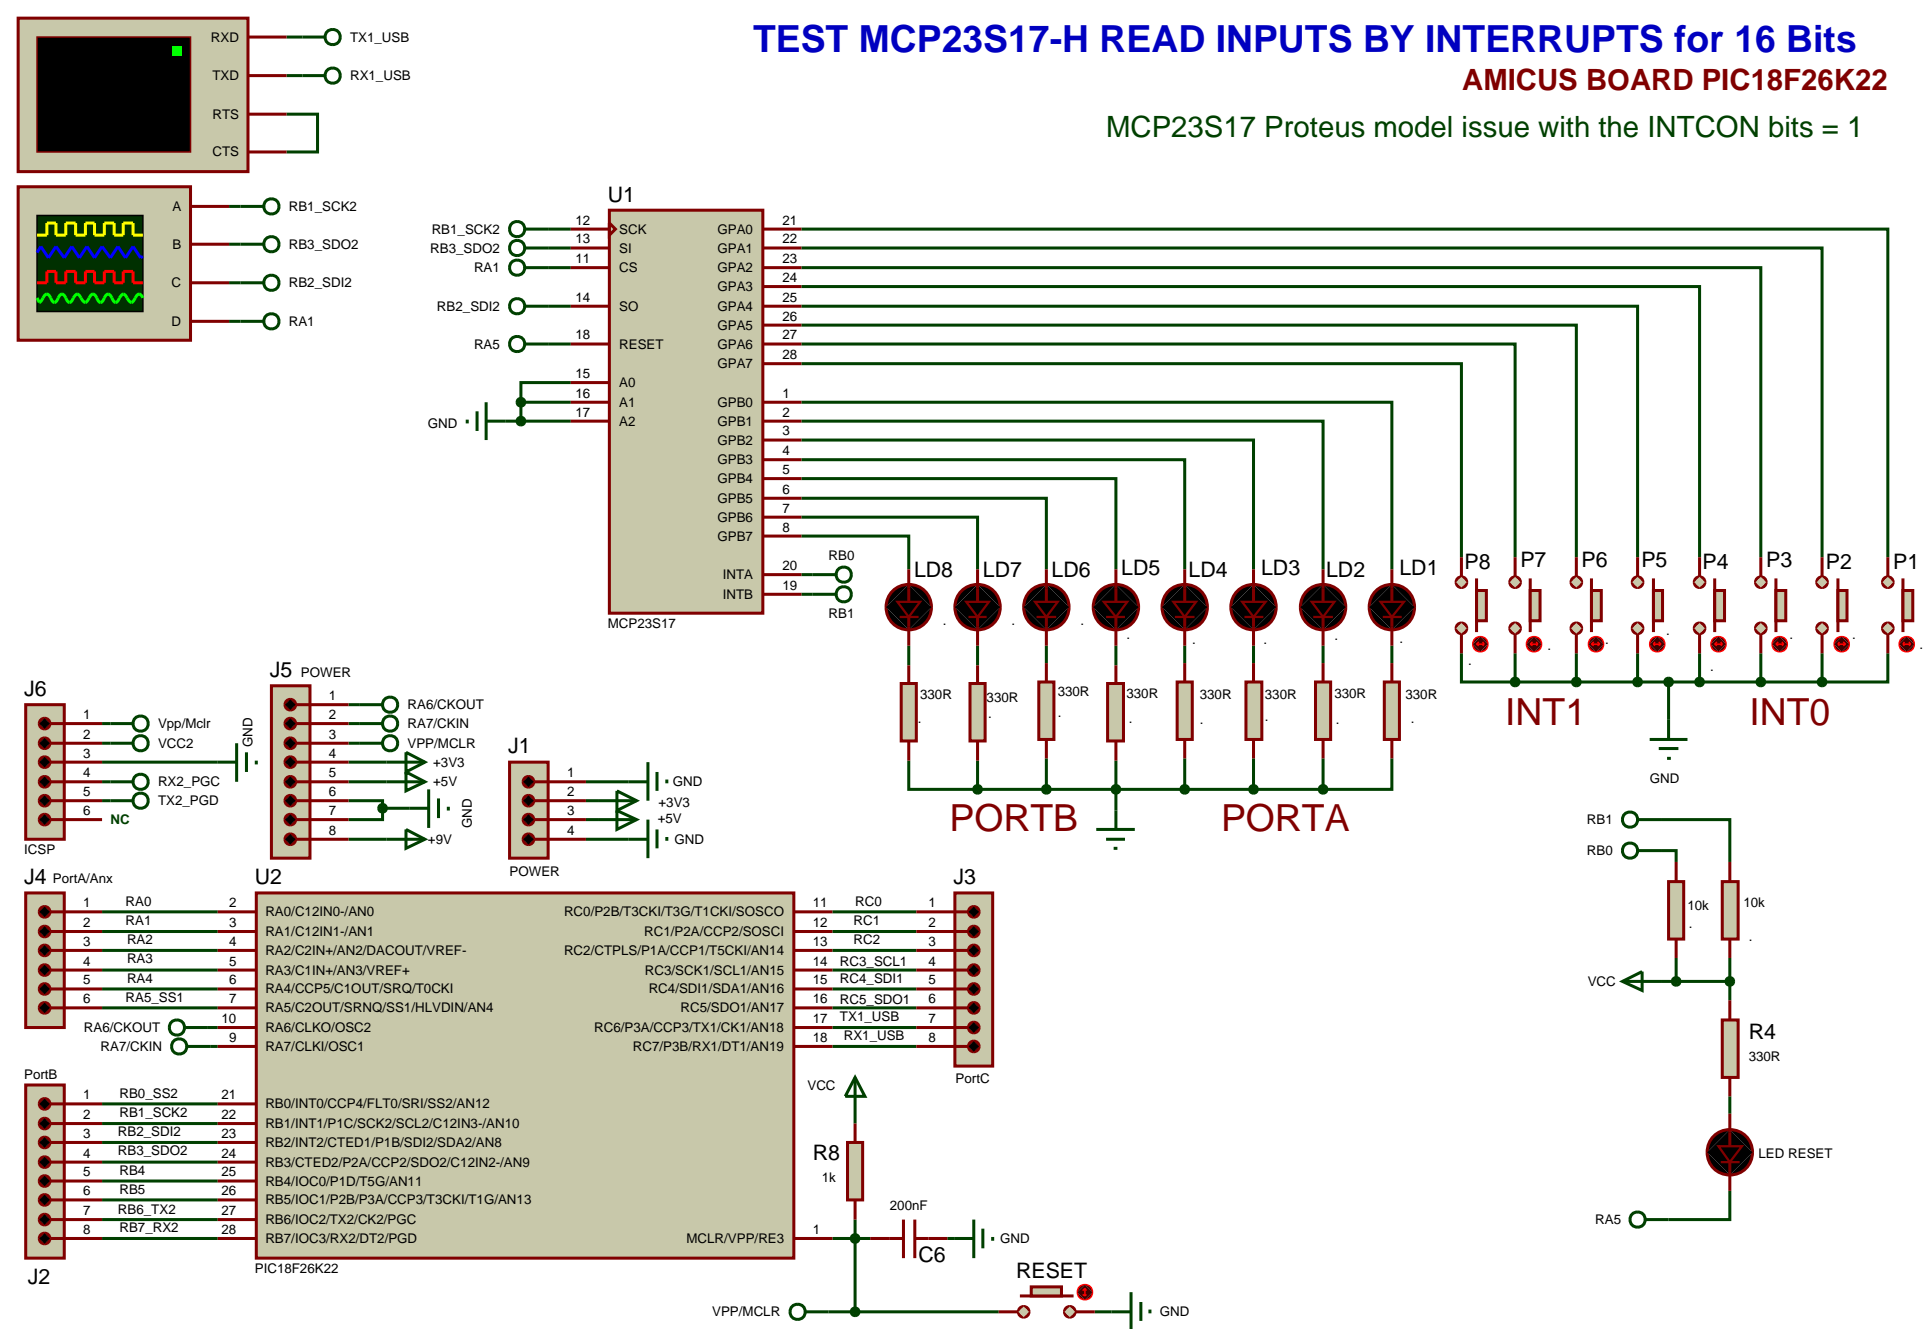 TEST MCP23S17-H READ INPUTS BY INTERRUPTS for 16 Bits
AMICUS BOARD PIC18F26K22
MCP23S17 Proteus model issue with the INTCON bits = 1
RXD TX1_USB
TXD RX1_USB
RTS
CTS
A RB1_SCK2
B RB3_SDO2
C RB2_SDI2
D RA1
U1
RB1_SCK2 12 SCK GPA0 21
RB3_SDO2 13 SI GPA1 22
RA1 11 CS GPA2 23
GPA3 24
RB2_SDI2 14 SO GPA4 25
GPA5 26
RA5 18 RESET GPA6 27
GPA7 28
15 A0
16 A1 GPB0 1
GND 17 A2 GPB1 2
GPB2 3
GPB3 4
GPB4 5
GPB5 6
GPB6 7
GPB7 8
INTA 20 RB0
INTB 19 RB1
MCP23S17
LD8 LD7 LD6 LD5 LD4 LD3 LD2 LD1
330R 330R 330R 330R 330R 330R 330R 330R
PORTB PORTA
P8 P7 P6 P5 P4 P3 P2 P1
INT1 INT0
GND
J6
1 Vpp/Mclr
2 VCC2
3 GND
4 RX2_PGC
5 TX2_PGD
6 NC
ICSP
J5 POWER
1 RA6/CKOUT
2 RA7/CKIN
3 VPP/MCLR
4 +3V3
5 +5V
6
7 GND
8 +9V
J1
1 GND
2 +3V3
3 +5V
4 GND
POWER
J4 PortA/Anx
U2
J3
1 RA0 2 RA0/C12IN0-/AN0 RC0/P2B/T3CKI/T3G/T1CKI/SOSCO 11 RC0 1
2 RA1 3 RA1/C12IN1-/AN1 RC1/P2A/CCP2/SOSCI 12 RC1 2
3 RA2 4 RA2/C2IN+/AN2/DACOUT/VREF- RC2/CTPLS/P1A/CCP1/T5CKI/AN14 13 RC2 3
4 RA3 5 RA3/C1IN+/AN3/VREF+ RC3/SCK1/SCL1/AN15 14 RC3_SCL1 4
5 RA4 6 RA4/CCP5/C1OUT/SRQ/T0CKI RC4/SDI1/SDA1/AN16 15 RC4_SDI1 5
6 RA5_SS1 7 RA5/C2OUT/SRNQ/SS1/HLVDIN/AN4 RC5/SDO1/AN17 16 RC5_SDO1 6
RA6/CKOUT 10 RA6/CLKO/OSC2 RC6/P3A/CCP3/TX1/CK1/AN18 17 TX1_USB 7
RA7/CKIN 9 RA7/CLKI/OSC1 RC7/P3B/RX1/DT1/AN19 18 RX1_USB 8
PortC
PortB
1 RB0_SS2 21 RB0/INT0/CCP4/FLT0/SRI/SS2/AN12
2 RB1_SCK2 22 RB1/INT1/P1C/SCK2/SCL2/C12IN3-/AN10
3 RB2_SDI2 23 RB2/INT2/CTED1/P1B/SDI2/SDA2/AN8
4 RB3_SDO2 24 RB3/CTED2/P2A/CCP2/SDO2/C12IN2-/AN9
5 RB4 25 RB4/IOC0/P1D/T5G/AN11
6 RB5 26 RB5/IOC1/P2B/P3A/CCP3/T3CKI/T1G/AN13
7 RB6_TX2 27 RB6/IOC2/TX2/CK2/PGC
8 RB7_RX2 28 RB7/IOC3/RX2/DT2/PGD MCLR/VPP/RE3 1
J2
PIC18F26K22
VCC
R8
1k
200nF
C6
GND
RESET
VPP/MCLR
GND
RB1
RB0
10k 10k
VCC
R4
330R
LED RESET
RA5